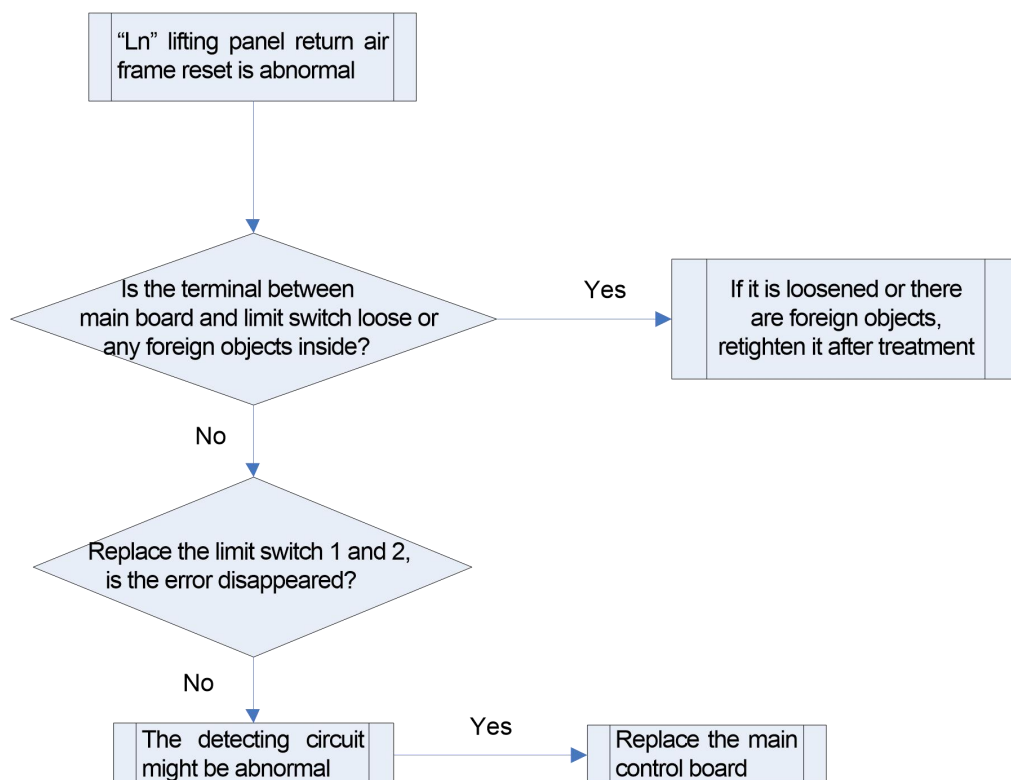 “Ln” lifting panel return air
frame reset is abnormal
Is the terminal between
main board and limit switch loose or
any foreign objects inside?
Yes
If it is loosened or there
are foreign objects,
retighten it after treatment
No
Replace the limit switch 1 and 2,
is the error disappeared?
No
The detecting circuit
might be abnormal
Yes
Replace the main
control board